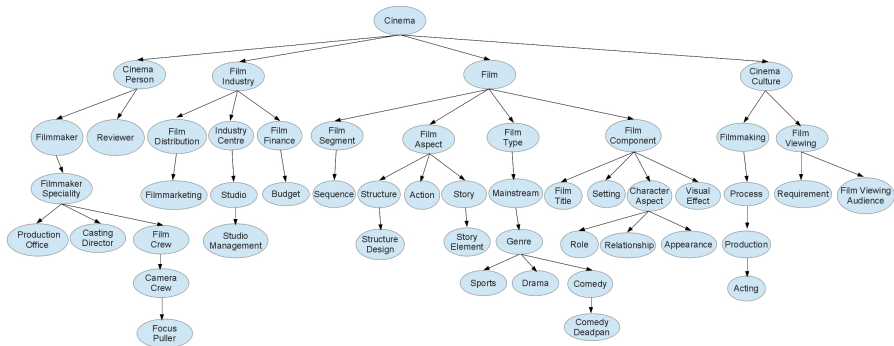 Cinema
Cinema
Person
Film
Industry
Film
Cinema
Culture
Filmmaker
Reviewer
Film
Distribution
Industry
Centre
Film
Finance
Film
Segment
Film
Aspect
Film
Type
Film
Component
Filmmaking
Film
Viewing
Filmmaker
Speciality
Filmmarketing
Studio
Budget
Sequence
Structure
Action
Story
Mainstream
Film
Title
Setting
Character
Aspect
Visual
Effect
Process
Requirement
Film Viewing
Audience
Production
Office
Casting
Director
Film
Crew
Studio
Management
Structure
Design
Story
Element
Genre
Role
Relationship
Appearance
Production
Camera
Crew
Sports
Drama
Comedy
Acting
Focus
Puller
Comedy
Deadpan